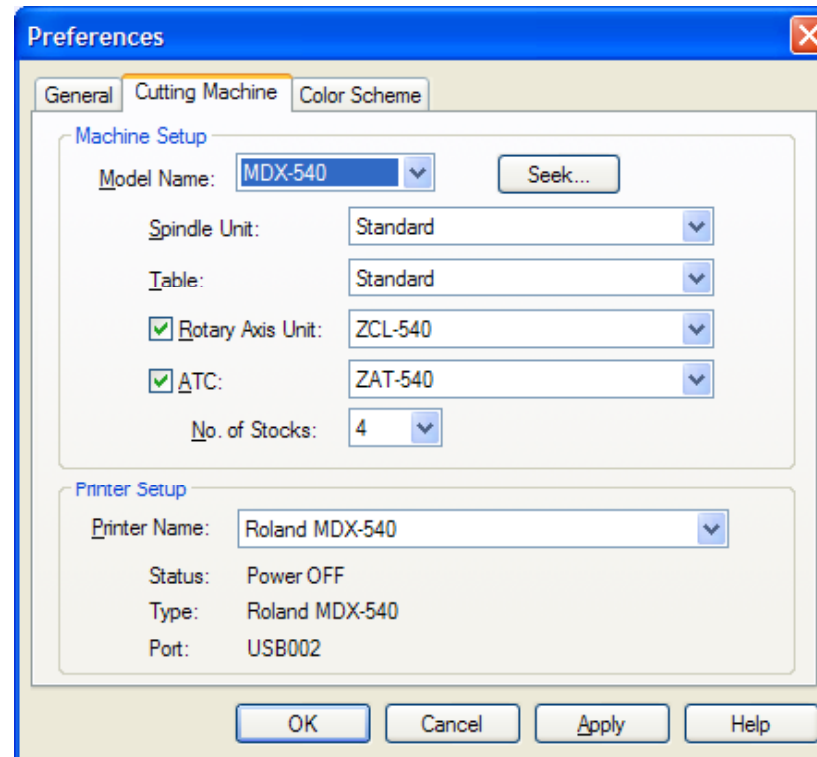 Preferences
General Cutting Machine Color Scheme
Machine Setup
Model Name: MDX-540 Seek...
Spindle Unit: Standard
Table: Standard
Rotary Axis Unit: ZCL-540
ATC: ZAT-540
No. of Stocks: 4
Printer Setup
Printer Name: Roland MDX-540
Status: Power OFF
Type: Roland MDX-540
Port: USB002
OK Cancel Apply Help